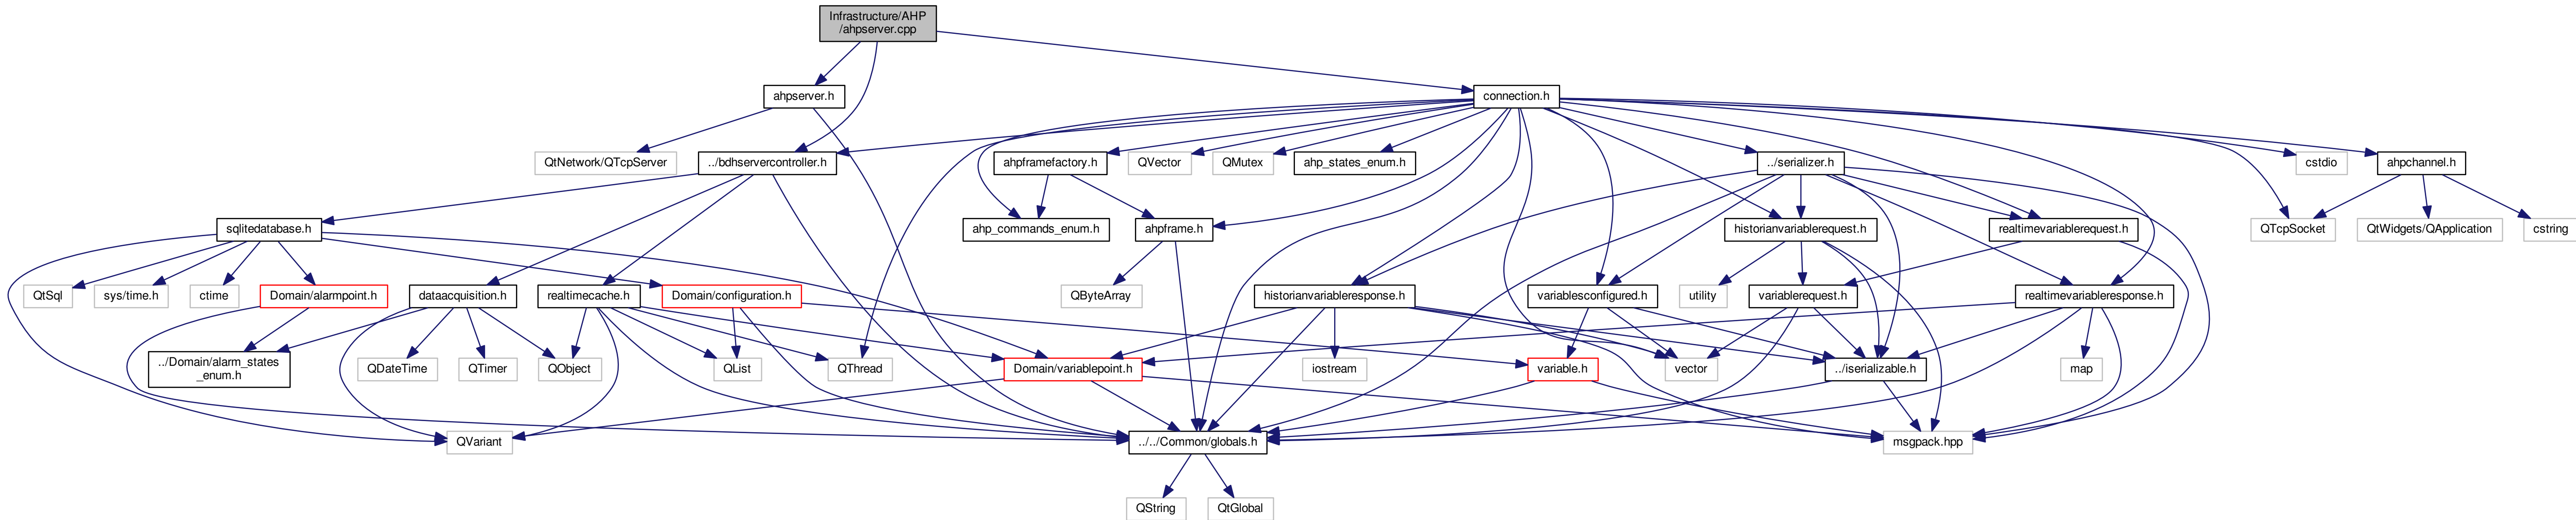 Infrastructure/AHP
/ahpserver.cpp
ahpserver.h
connection.h
QtNetwork/QTcpServer
../bdhservercontroller.h
ahpframefactory.h
QVector
QMutex
ahp_states_enum.h
../serializer.h
cstdio
ahpchannel.h
sqlitedatabase.h
ahp_commands_enum.h
ahpframe.h
historianvariablerequest.h
realtimevariablerequest.h
QTcpSocket
QtWidgets/QApplication
cstring
QtSql
sys/time.h
ctime
Domain/alarmpoint.h
dataacquisition.h
realtimecache.h
Domain/configuration.h
QByteArray
historianvariableresponse.h
variablesconfigured.h
utility
variablerequest.h
realtimevariableresponse.h
../Domain/alarm_states
_enum.h
QDateTime
QTimer
QObject
QList
QThread
Domain/variablepoint.h
iostream
variable.h
vector
../iserializable.h
map
QVariant
../../Common/globals.h
msgpack.hpp
QString
QtGlobal